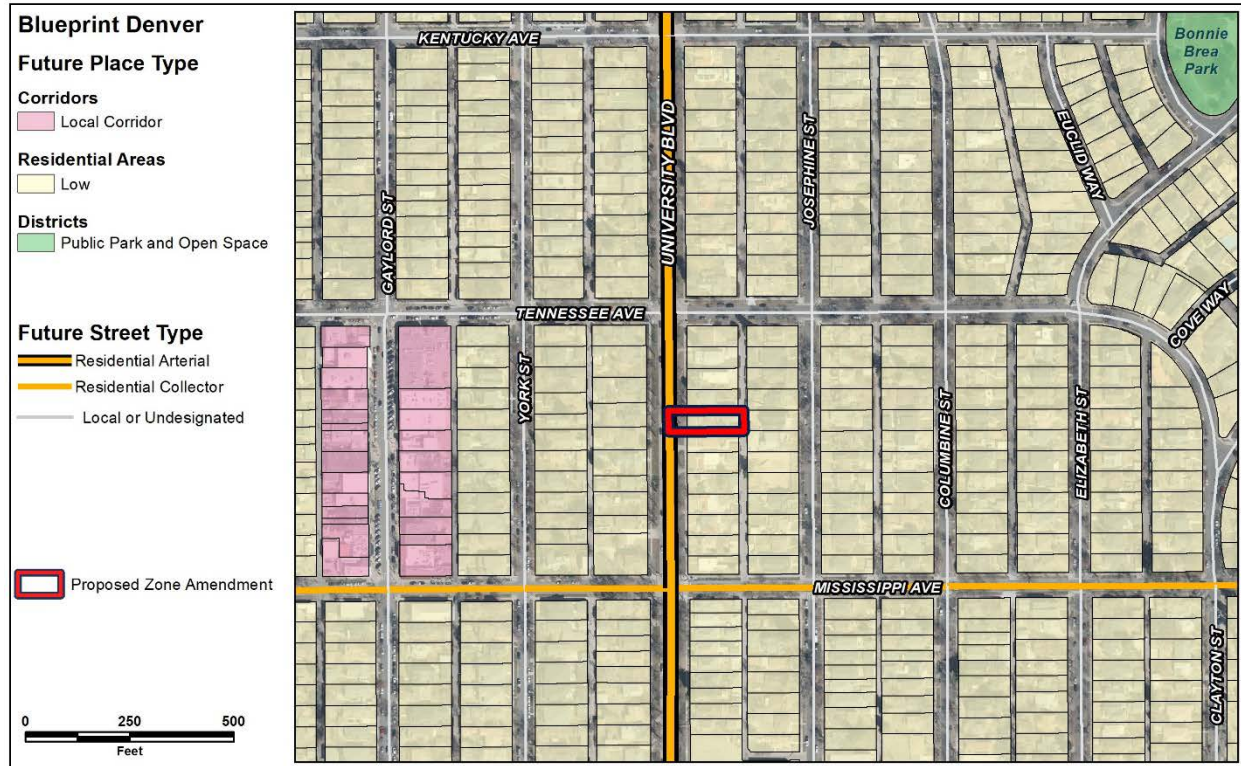 Blueprint Denver
Future Place Type
Corridors
Local Corridor
Residential Areas
Low
Districts
Public Park and Open Space
Future Street Type
Residential Arterial
Residential Collector
Local or Undesignated
Proposed Zone Amendment
0 250 500
Feet
KENTUCKY AVE
Bonnie
Brea
Park
UNIVERSITY BLVD
JOSEPHINE ST
EUCLID WAY
GAYLORD ST
TENNESSEE AVE
COVE WAY
YORK ST
COLUMBINE ST
ELIZABETH ST
MISSISSIPPI AVE
CLAYTON ST